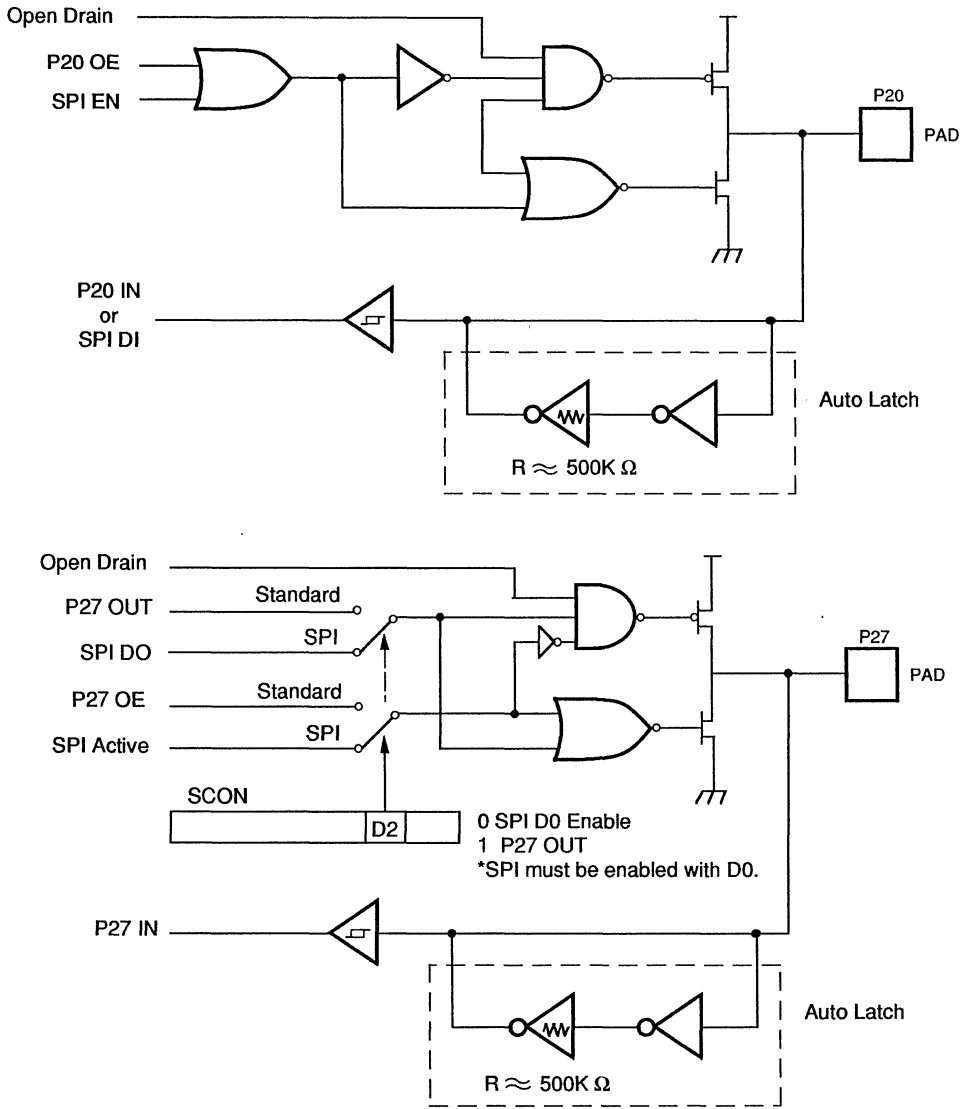 Open Drain
P20 OE
SPI EN
P20
PAD
P20 IN
or
SPI DI
Auto Latch
R ≈ 500K Ω
Open Drain
P27 OUT
Standard
SPI DO
SPI
P27 OE
Standard
SPI Active
SPI
P27
PAD
SCON
D2
0 SPI D0 Enable
1 P27 OUT
*SPI must be enabled with D0.
P27 IN
Auto Latch
R ≈ 500K Ω